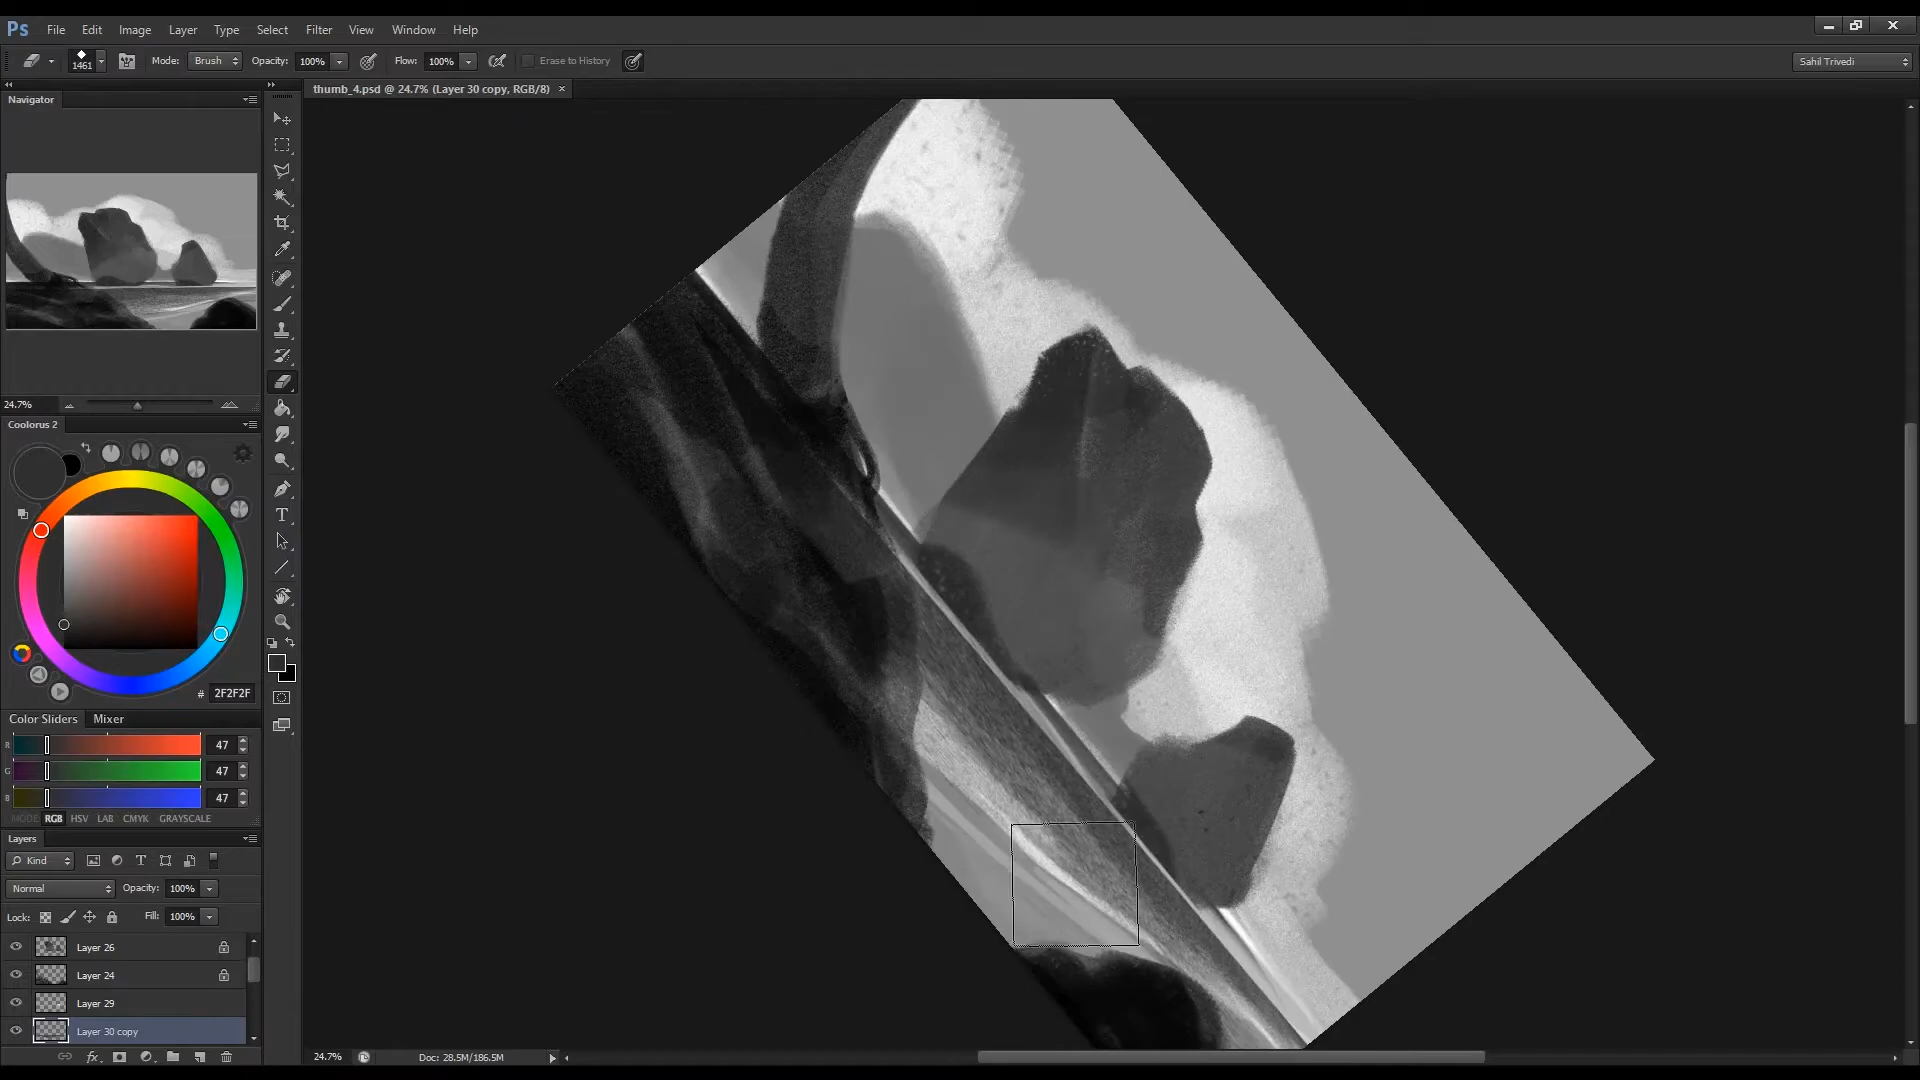 Ps File Edit Image Layer Type Select Filter View Window Help
1461 Mode: Brush Opacity: 100% Flow: 100% Erase to History Sahil Trivedi
thumb_4.psd @ 24.7% (Layer 30 copy, RGB/8) ×
Navigator
24.7%
Coolorus 2
# 2F2F2F
Color Sliders Mixer
R 47
G 47
B 47
MODE: RGB HSV LAB CMYK GRAYSCALE
Layers
Kind
Normal Opacity: 100%
Lock: Fill: 100%
Layer 26
Layer 24
Layer 29
Layer 30 copy
fx
24.7% Doc: 28.5M/186.5M